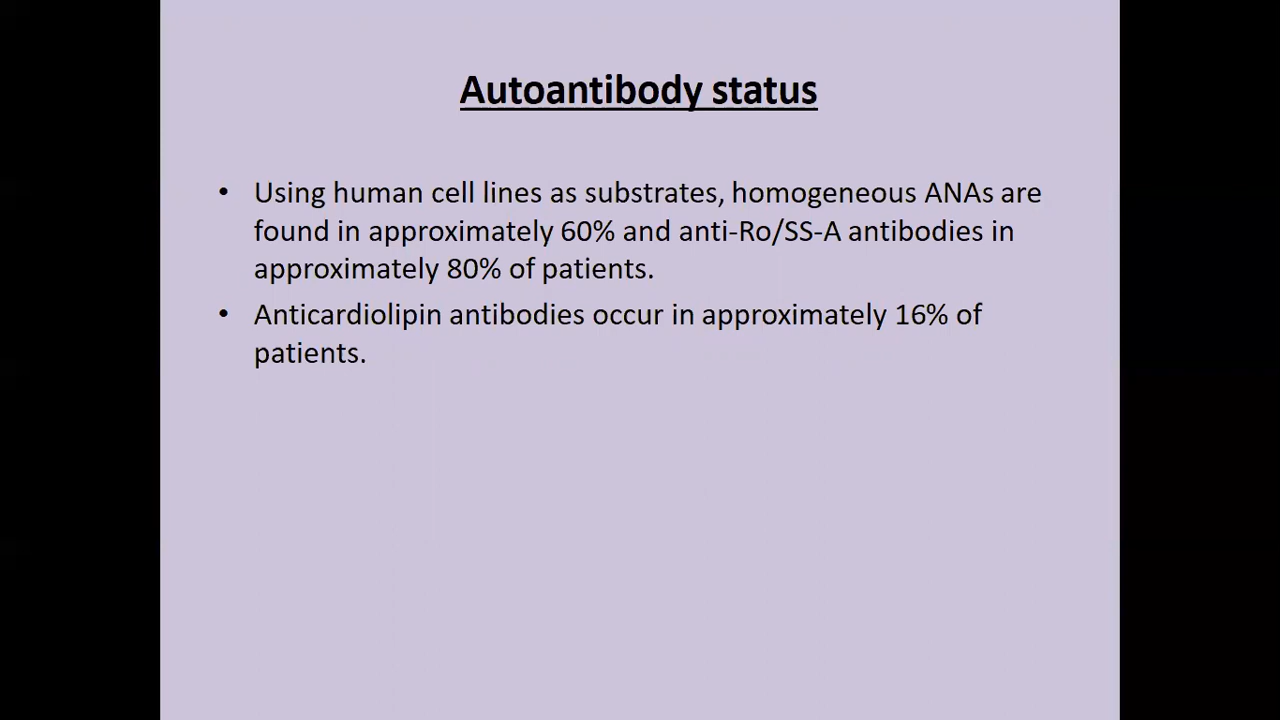 Autoantibody status
• Using human cell lines as substrates, homogeneous ANAs are
found in approximately 60% and anti-Ro/SS-A antibodies in
approximately 80% of patients.
• Anticardiolipin antibodies occur in approximately 16% of
patients.